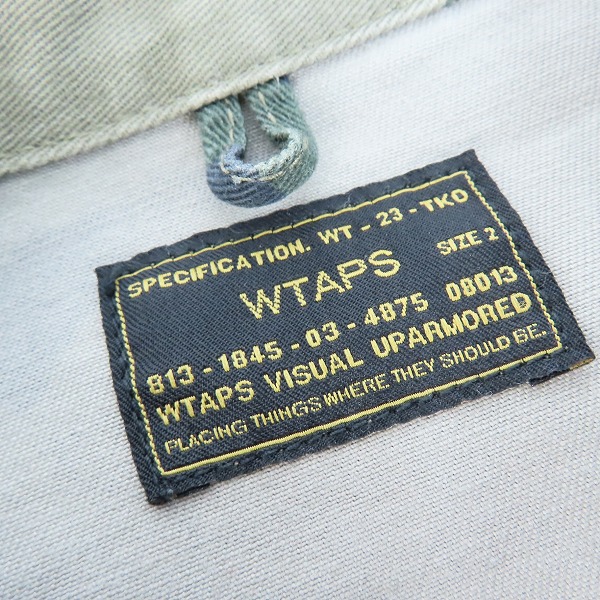 SPECIFICATION. WT - 23 - TKO
WTAPS SIZE 2
813 - 1845 - 03 - 4875 08013
WTAPS VISUAL UPARMORED
PLACING THINGS WHERE THEY SHOULD BE..